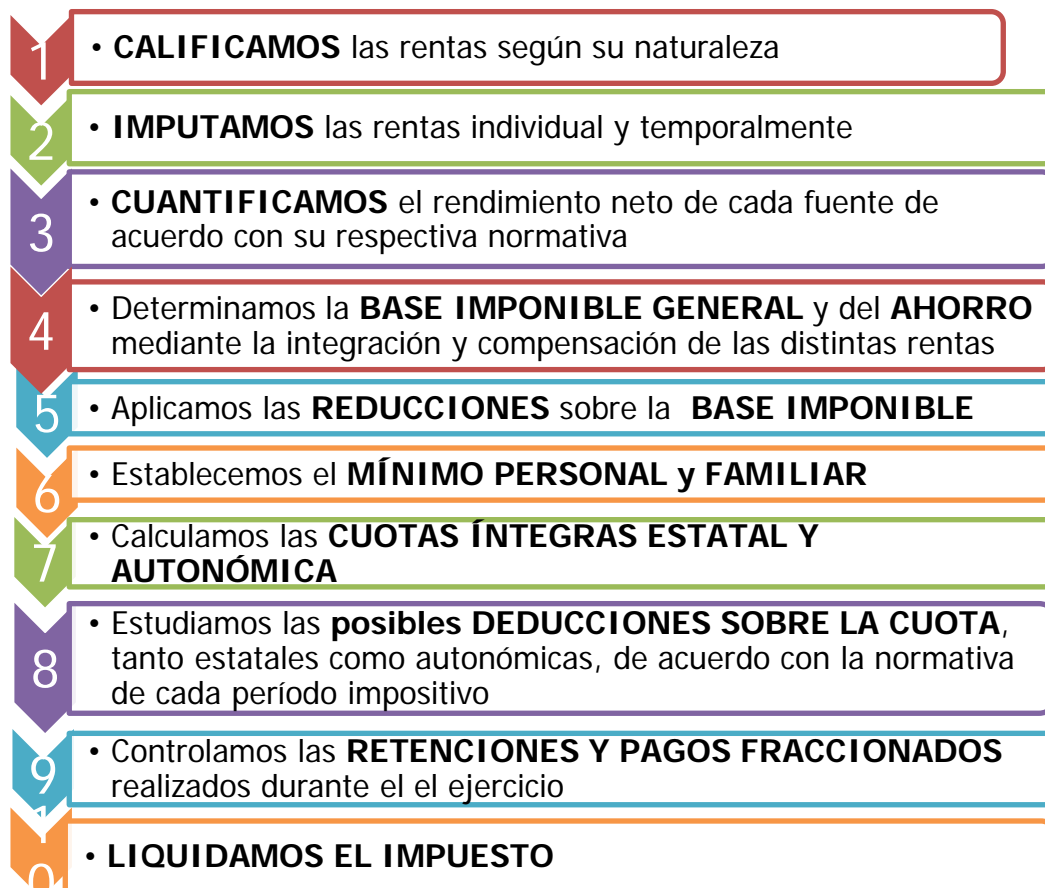 1
• CALIFICAMOS las rentas según su naturaleza
2
• IMPUTAMOS las rentas individual y temporalmente
3
• CUANTIFICAMOS el rendimiento neto de cada fuente de
acuerdo con su respectiva normativa
4
• Determinamos la BASE IMPONIBLE GENERAL y del AHORRO
mediante la integración y compensación de las distintas rentas
5
• Aplicamos las REDUCCIONES sobre la BASE IMPONIBLE
6
• Establecemos el MÍNIMO PERSONAL y FAMILIAR
7
• Calculamos las CUOTAS ÍNTEGRAS ESTATAL Y
AUTONÓMICA
8
• Estudiamos las posibles DEDUCCIONES SOBRE LA CUOTA,
tanto estatales como autonómicas, de acuerdo con la normativa
de cada período impositivo
9
• Controlamos las RETENCIONES Y PAGOS FRACCIONADOS
realizados durante el el ejercicio
1
0
• LIQUIDAMOS EL IMPUESTO